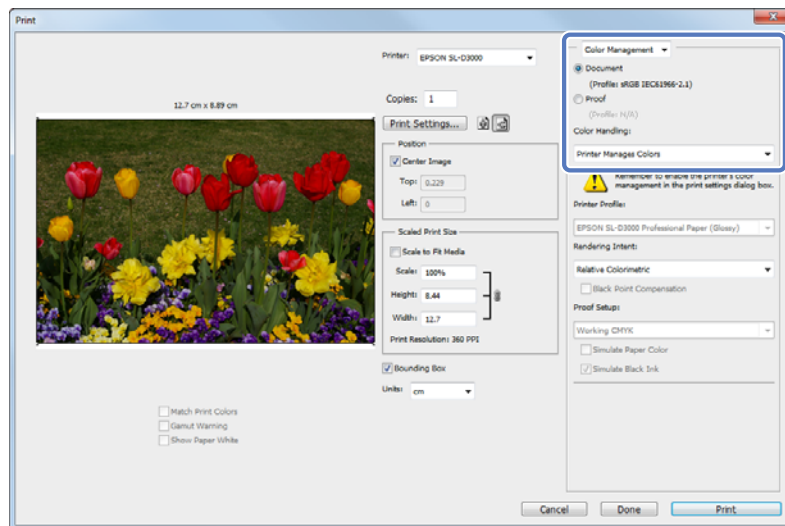 Print
12.7 cm x 8.89 cm
Match Print Colors
Gamut Warning
Show Paper White
Printer: EPSON SL-D3000
Copies: 1
Print Settings...
Position
Center Image
Top: 0.229
Left: 0
Scaled Print Size
Scale to Fit Media
Scale: 100%
Height: 8.44
Width: 12.7
Print Resolution: 360 PPI
Bounding Box
Units: cm
Color Management
Document
(Profile: sRGB IEC61966-2.1)
Proof
(Profile: N/A)
Color Handling:
Printer Manages Colors
Remember to enable the printer's color
management in the print settings dialog box.
Printer Profile:
EPSON SL-D3000 Professional Paper (Glossy)
Rendering Intent:
Relative Colorimetric
Black Point Compensation
Proof Setup:
Working CMYK
Simulate Paper Color
Simulate Black Ink
Cancel
Done
Print